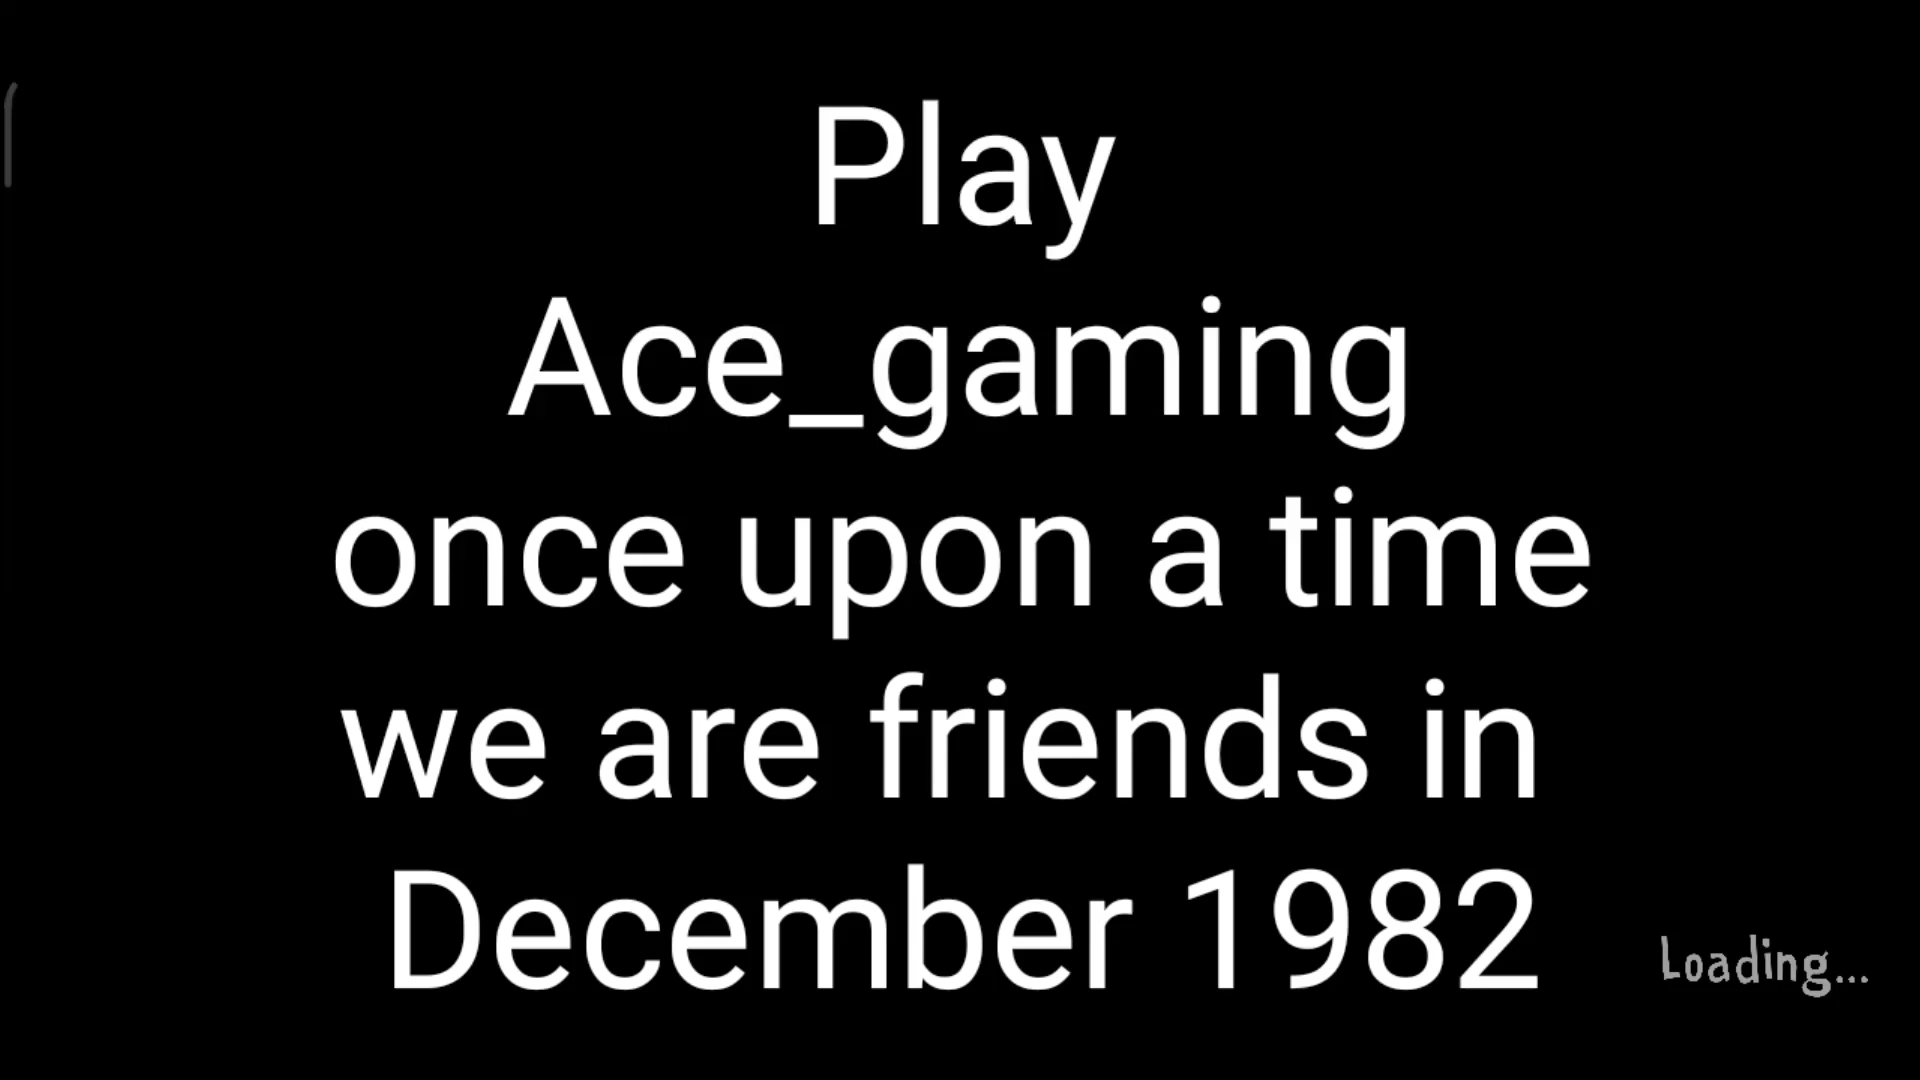 Play
Ace_gaming
once upon a time
we are friends in
December 1982
Loading...